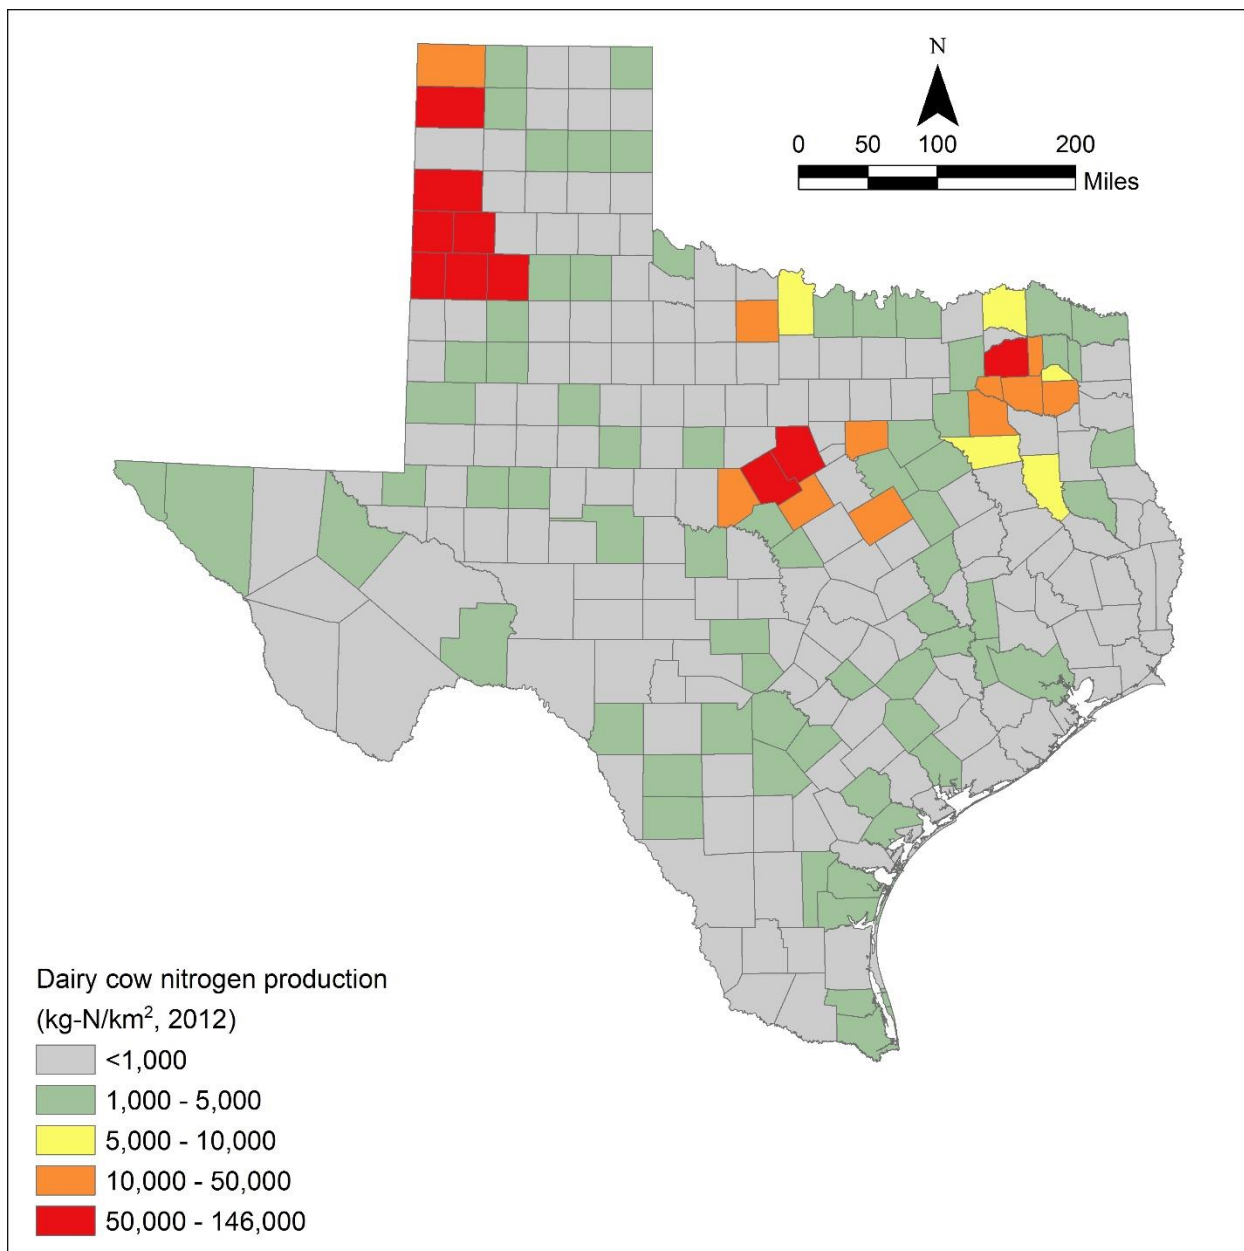 N
0 50 100 200
Miles
Dairy cow nitrogen production
(kg-N/km², 2012)
<1,000
1,000 - 5,000
5,000 - 10,000
10,000 - 50,000
50,000 - 146,000